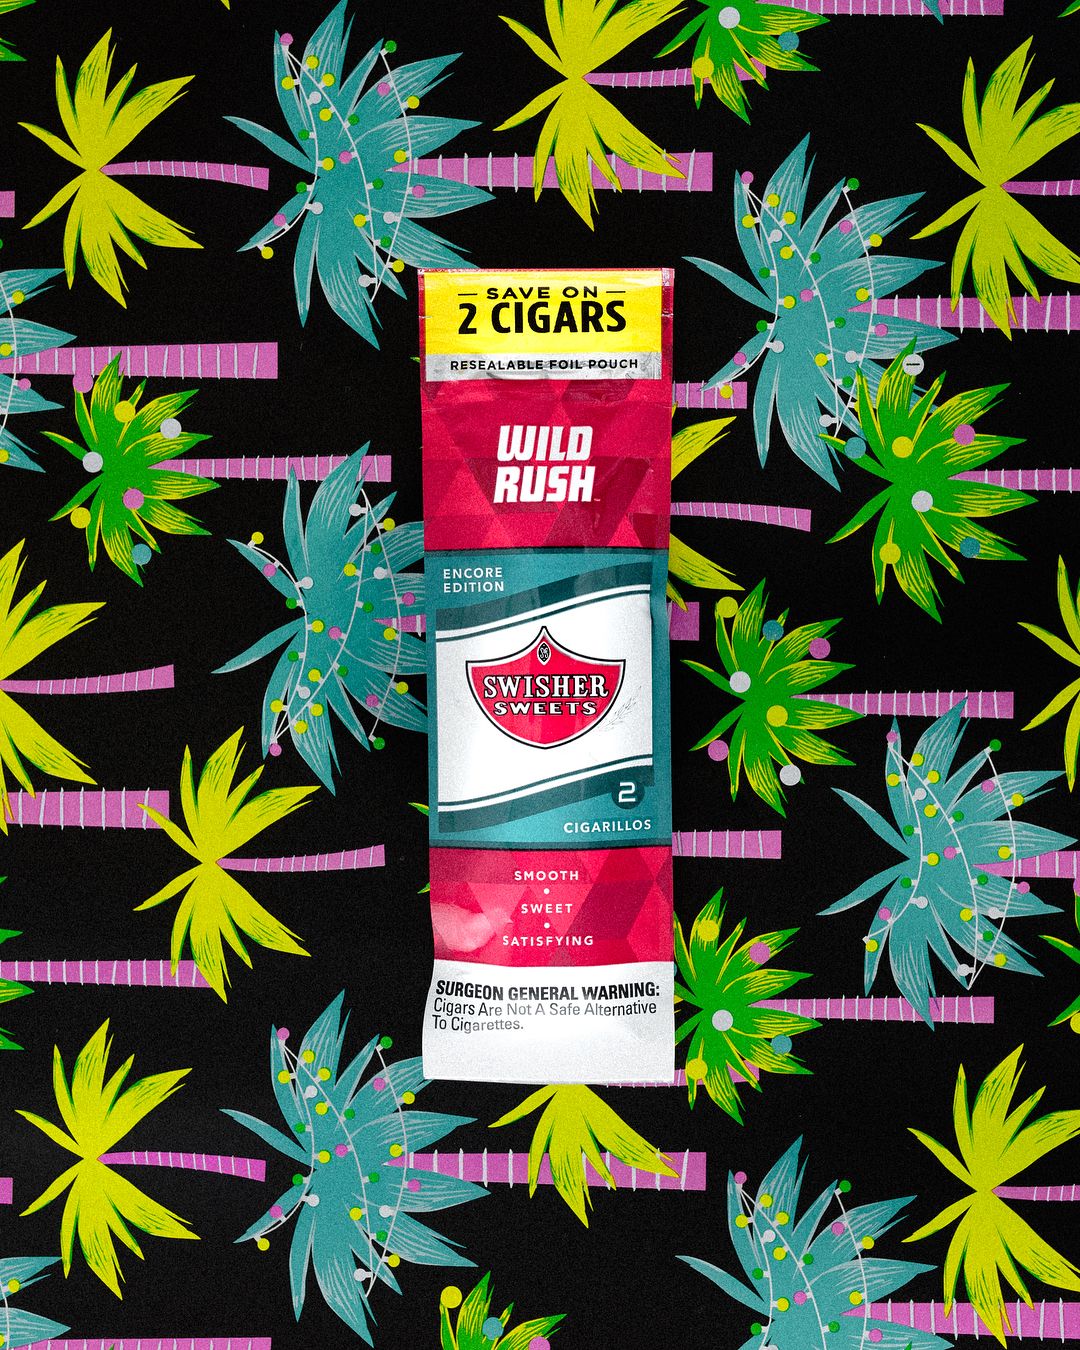 — SAVE ON —
2 CIGARS
RESEALABLE FOIL POUCH
WILD
RUSH
ENCORE
EDITION
SWISHER
SWEETS
2
CIGARILLOS
SMOOTH
•
SWEET
•
SATISFYING
SURGEON GENERAL WARNING:
Cigars Are Not A Safe Alternative
To Cigarettes.